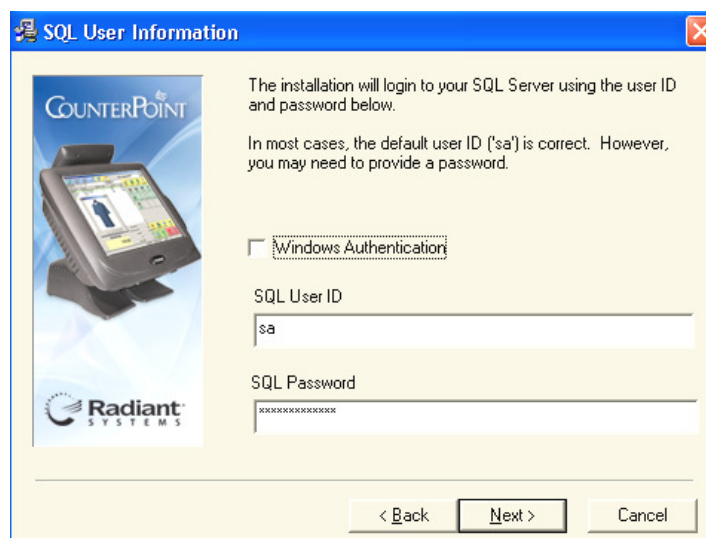 SQL User Information
The installation will login to your SQL Server using the user ID
and password below.
In most cases, the default user ID ('sa') is correct. However,
you may need to provide a password.
COUNTERPOINT
Windows Authentication
SQL User ID
sa
SQL Password
×××××××××××××
Radiant
SYSTEMS
< Back
Next >
Cancel